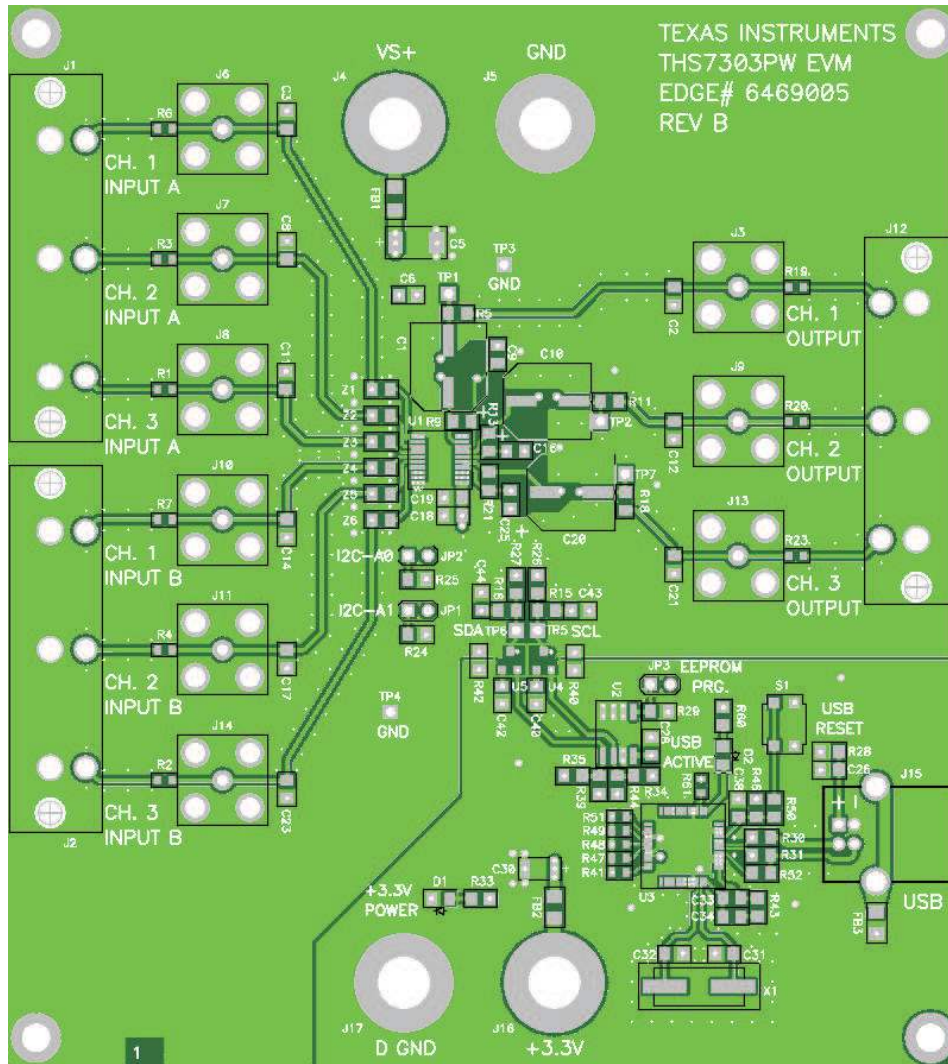 TEXAS INSTRUMENTS
THS7303PW EVM
EDGE# 6469005
REV B
VS+
GND
J4
J5
J1
J6
R6
C3
CH. 1
INPUT A
J7
R3
C8
CH. 2
INPUT A
J8
R1
CH. 3
INPUT A
J10
R7
C14
CH. 1
INPUT B
J11
R4
C17
CH. 2
INPUT B
J14
R2
C23
CH. 3
INPUT B
J2
FB1
+
C5
TP3
GND
C6
TP1
R5
C1
C9
C10
Z1
Z2
Z3
Z4
Z5
Z6
U1
R9
R13
+
C16
R11
TP2
TP7
R18
C19
C18
R21
C25
+
C20
J3
R19
C2
CH. 1
OUTPUT
J12
J9
R20
C12
CH. 2
OUTPUT
J13
R23
C21
CH. 3
OUTPUT
I2C-A0
JP2
R25
I2C-A1
JP1
R24
R27
R26
C44
R16
R15
C43
SDA
TP6
TP5
SCL
R42
U5
U4
R40
C42
C40
TP4
GND
JP3
EEPROM
PRG.
U2
R29
C28
USB
ACTIVE
R60
D2
S1
USB
RESET
R28
C26
J15
R35
R39
R44
R34
R61
C38
R46
R50
R51
R49
R48
R47
R41
U3
R30
R31
R52
+
USB
FB3
C33
C34
R43
C32
C31
X1
+3.3V
POWER
D1
R33
C30
+
FB2
J17
D GND
J16
+3.3V
1